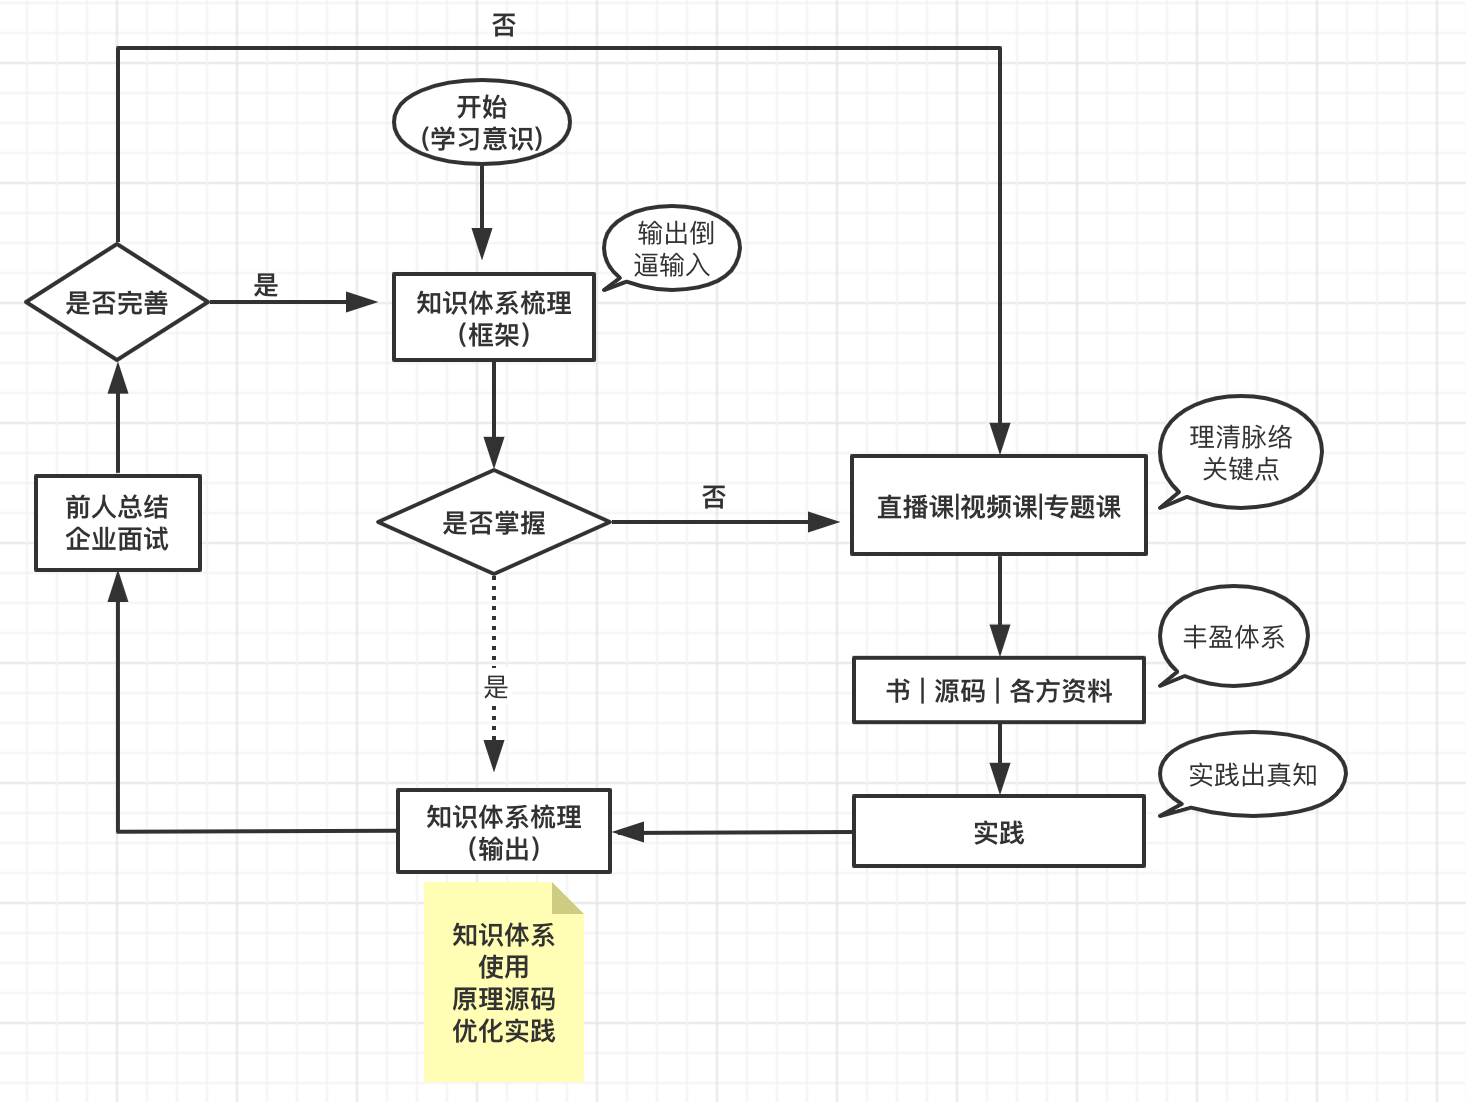 否
开始
(学习意识)
输出倒
逼输入
是否完善
是
知识体系梳理
（框架）
理清脉络
关键点
前人总结
企业面试
是否掌握
否
直播课|视频课|专题课
丰盈体系
是
书 | 源码 | 各方资料
实践出真知
知识体系梳理
（输出）
实践
知识体系
使用
原理源码
优化实践